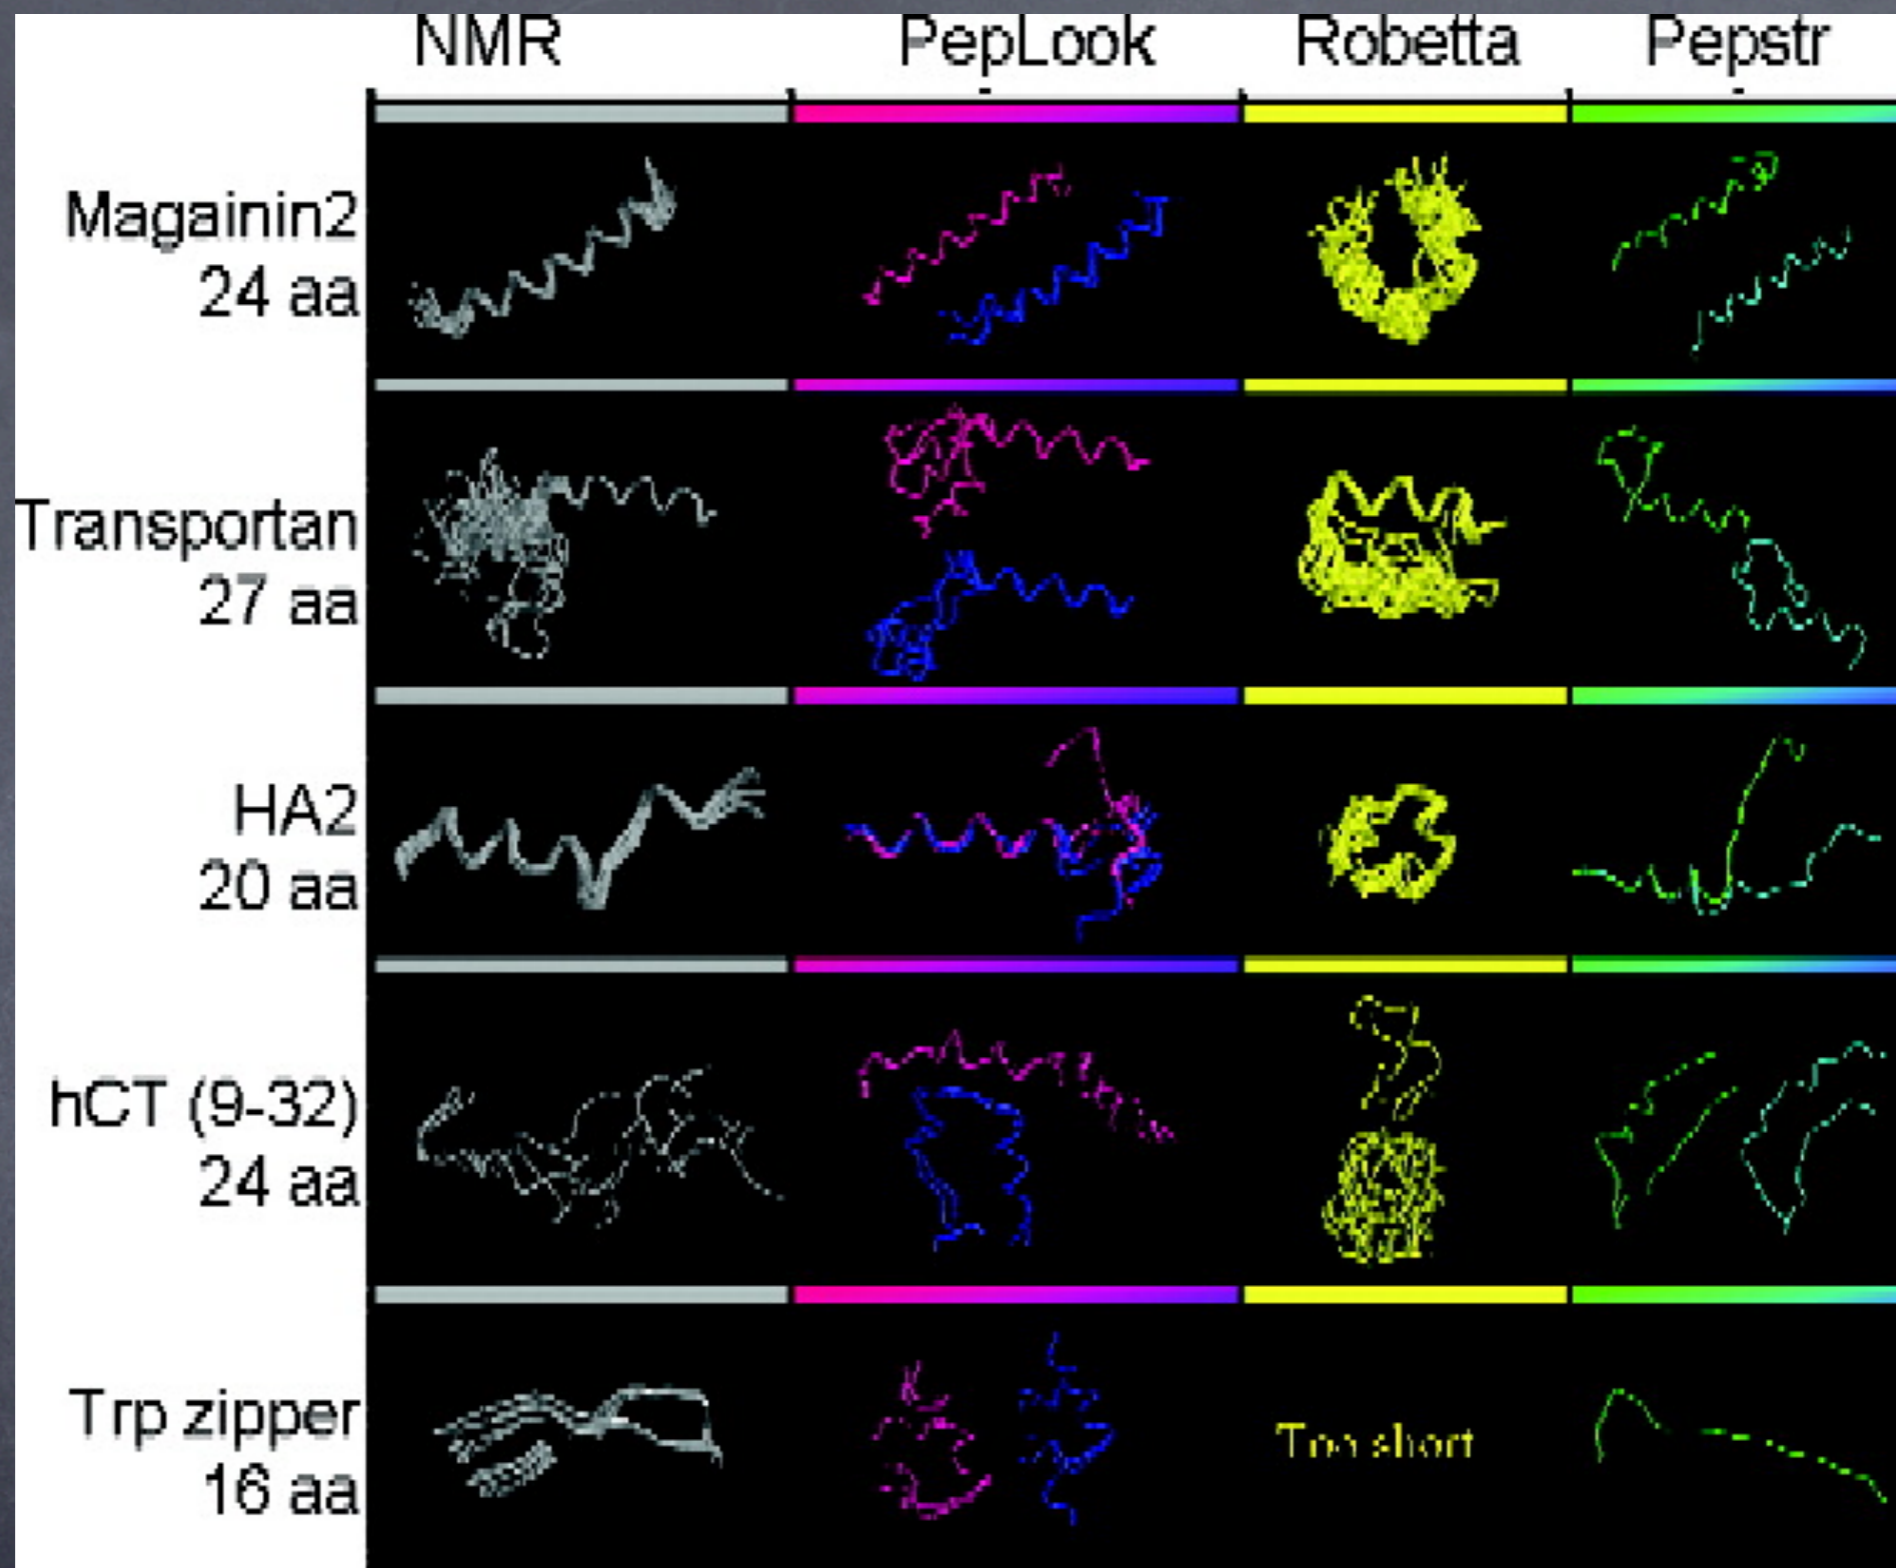 NMR PepLook Robetta Pepstr
Magainin2
24 aa
Transportan
27 aa
HA2
20 aa
hCT (9-32)
24 aa
Trp zipper
16 aa
Too short